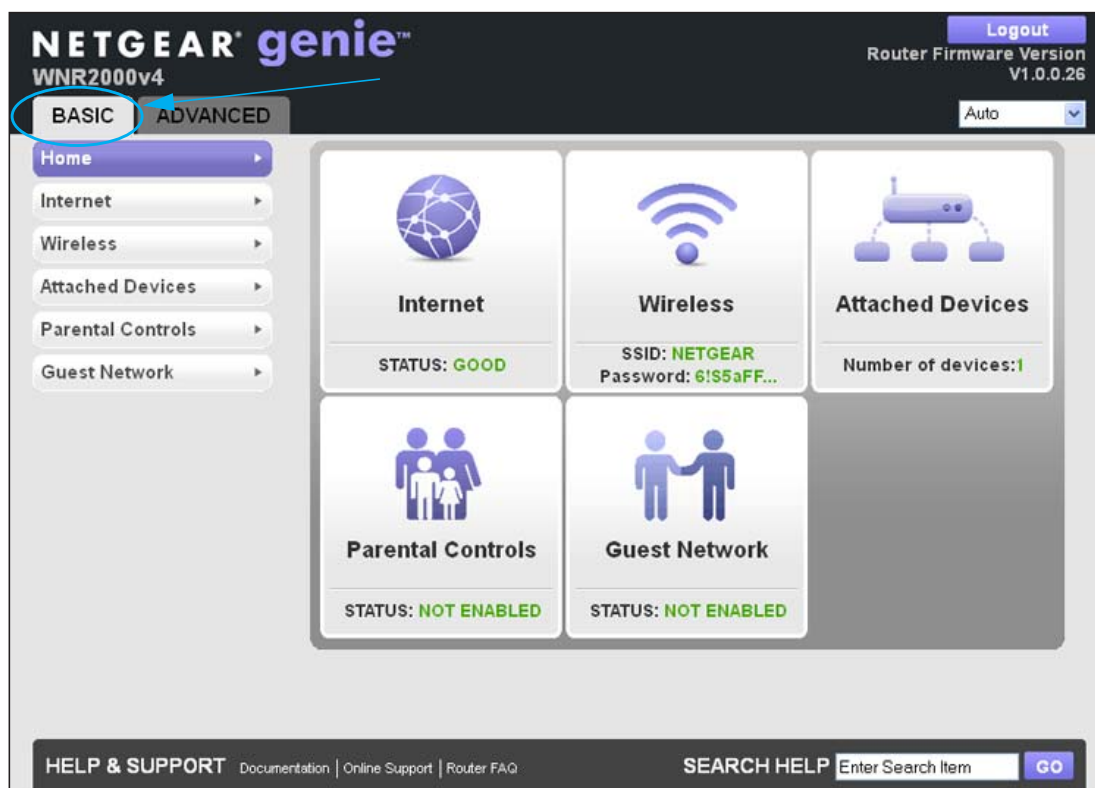 NETGEAR® genie™
WNR2000v4
Logout
Router Firmware Version
V1.0.0.26
BASIC
ADVANCED
Auto
Home
Internet
Wireless
Attached Devices
Parental Controls
Guest Network
Internet
STATUS: GOOD
Wireless
SSID: NETGEAR
Password: 6!S5aFF...
Attached Devices
Number of devices:1
Parental Controls
STATUS: NOT ENABLED
Guest Network
STATUS: NOT ENABLED
HELP & SUPPORT Documentation | Online Support | Router FAQ
SEARCH HELP Enter Search Item GO